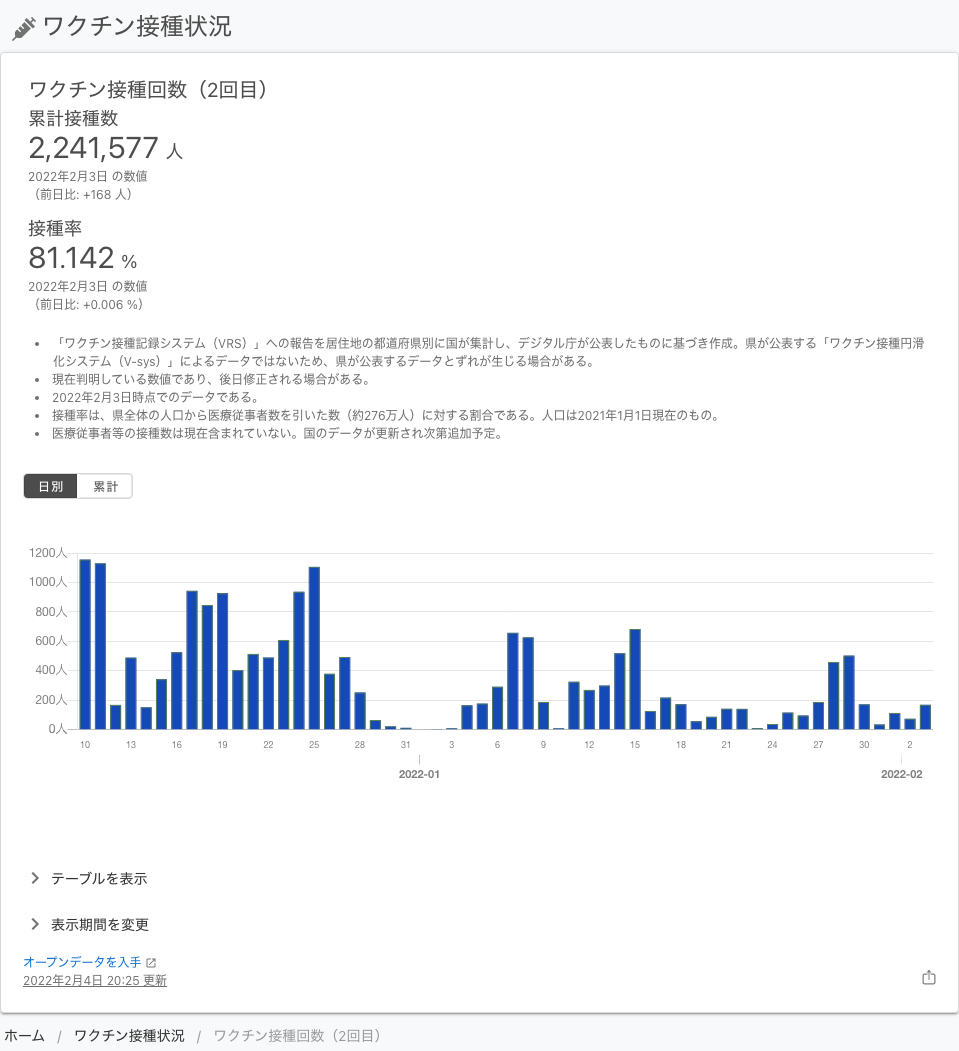 ワクチン接種状況
ワクチン接種回数（2回目）
累計接種数
2,241,577 人
2022年2月3日 の数値
（前日比: +168 人）
接種率
81.142 %
2022年2月3日 の数値
（前日比: +0.006 %）
• 「ワクチン接種記録システム（VRS）」への報告を居住地の都道府県別に国が集計し、デジタル庁が公表したものに基づき作成。県が公表する「ワクチン接種円滑
化システム（V-sys）」によるデータではないため、県が公表するデータとずれが生じる場合がある。
• 現在判明している数値であり、後日修正される場合がある。
• 2022年2月3日時点でのデータである。
• 接種率は、県全体の人口から医療従事者数を引いた数（約276万人）に対する割合である。人口は2021年1月1日現在のもの。
• 医療従事者等の接種数は現在含まれていない。国のデータが更新され次第追加予定。
日別 累計
1200人
1000人
800人
600人
400人
200人
0人
10 13 16 19 22 25 28 31 3 6 9 12 15 18 21 24 27 30 2
2022-01 2022-02
テーブルを表示
表示期間を変更
オープンデータを入手
2022年2月4日 20:25 更新
ホーム / ワクチン接種状況 / ワクチン接種回数（2回目）